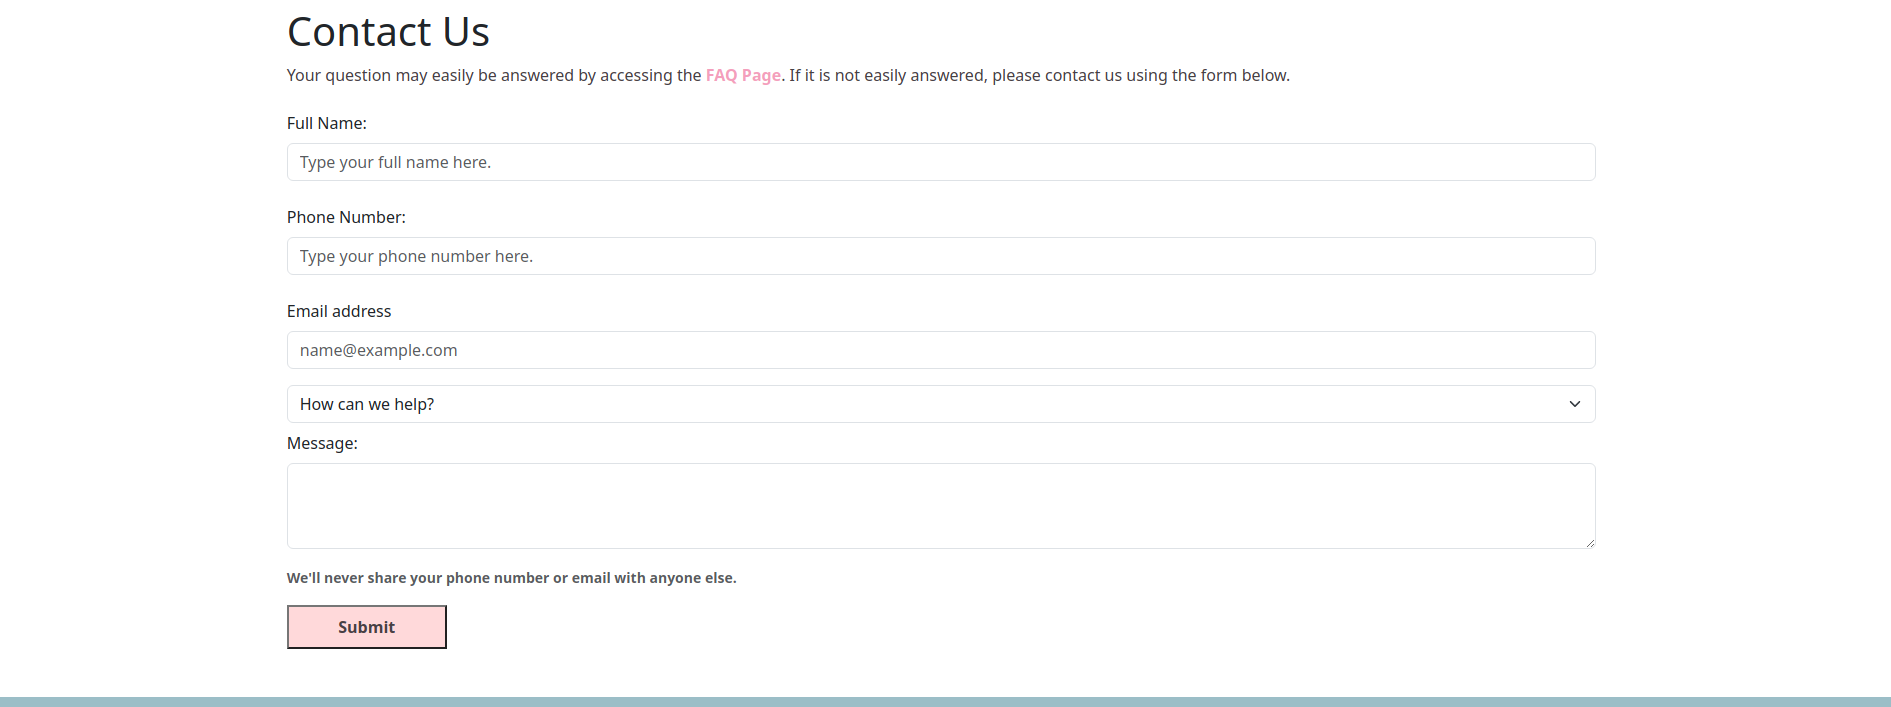 Contact Us
Your question may easily be answered by accessing the FAQ Page. If it is not easily answered, please contact us using the form below.
Full Name:
Type your full name here.
Phone Number:
Type your phone number here.
Email address
name@example.com
How can we help?
Message:
We'll never share your phone number or email with anyone else.
Submit